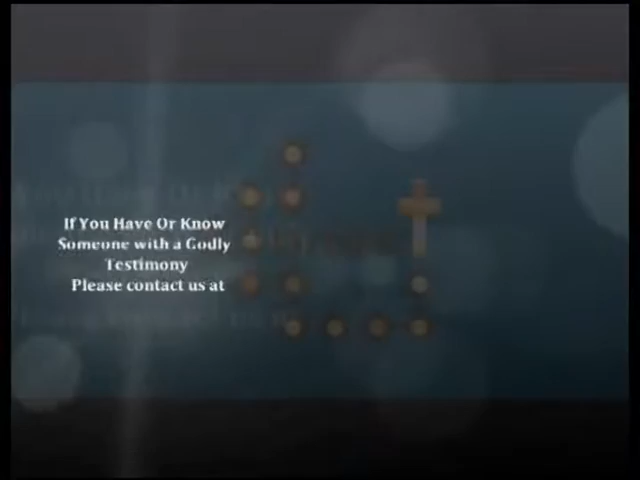 If You Have Or Know
Someone with a Godly
Testimony
Please contact us at